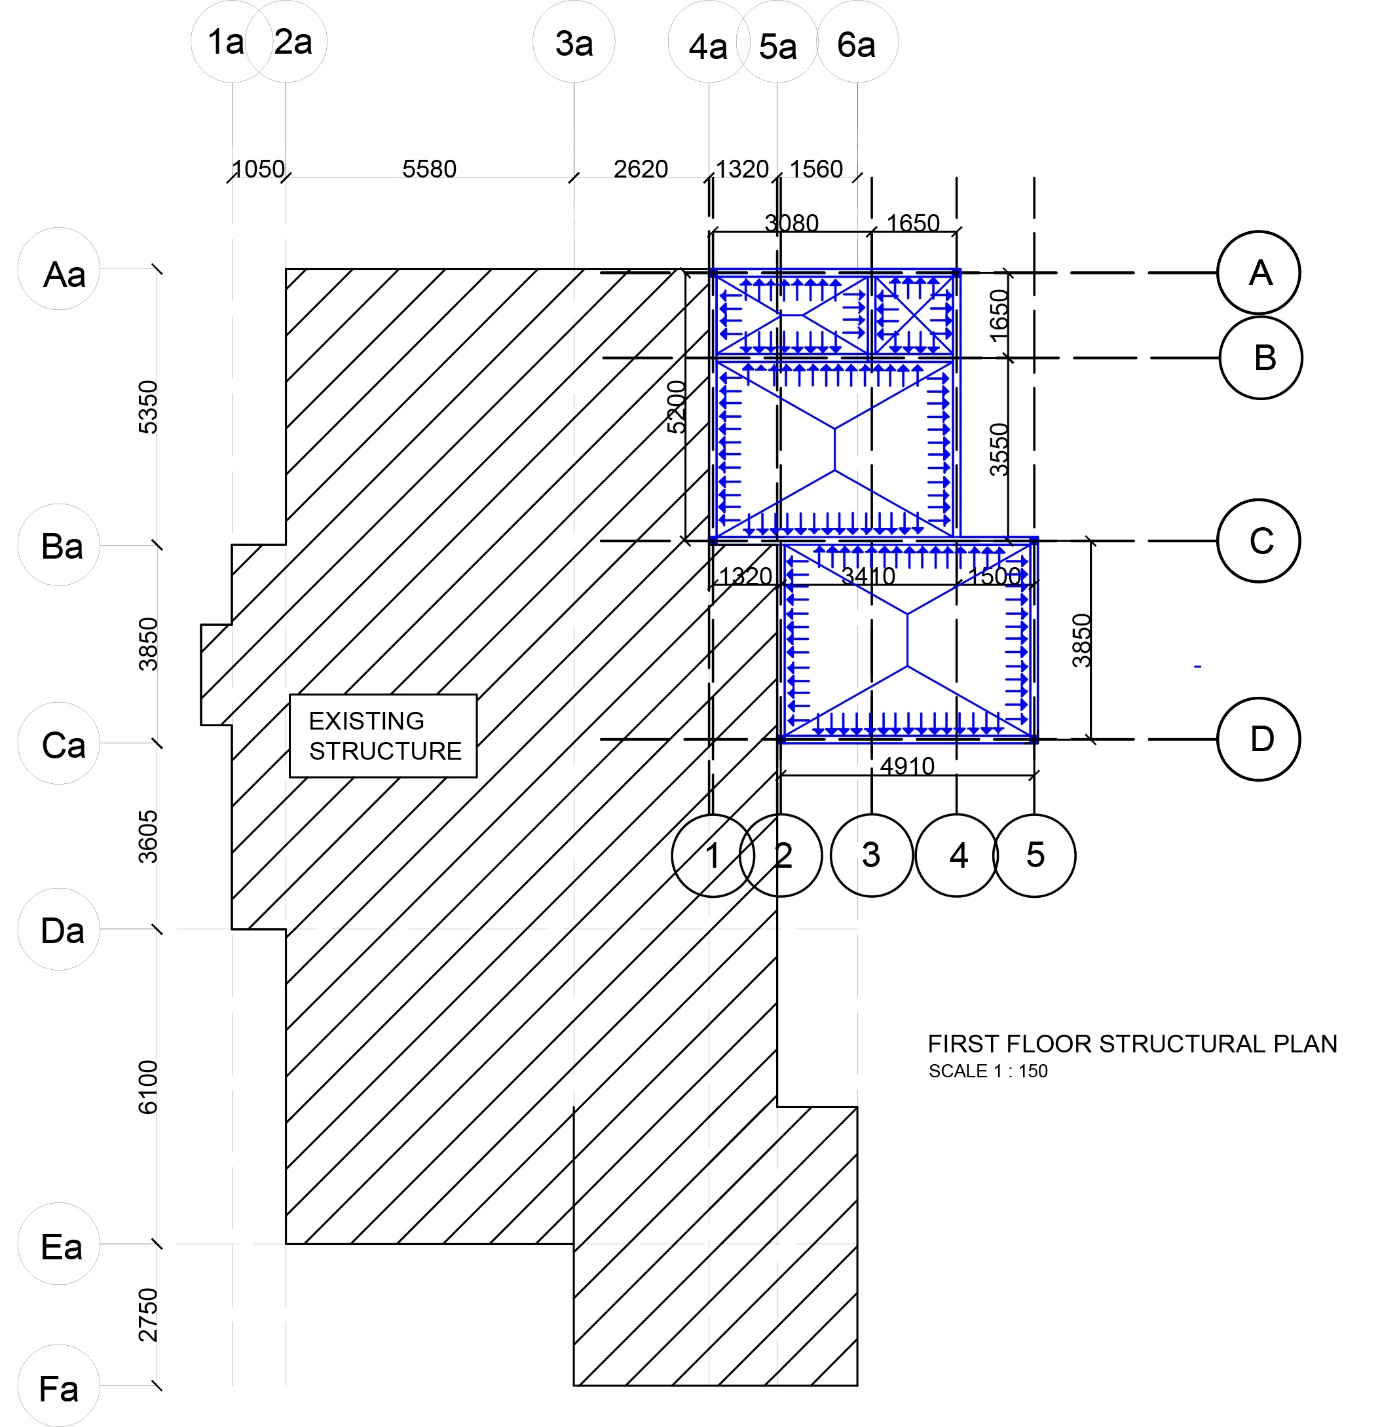 1a 2a 3a 4a 5a 6a
1050 5580 2620 1320 1560
3080 1650
Aa
A
1650
B
5350
5200
3550
Ba
C
1320 3410 1500
3850
3850
EXISTING
STRUCTURE
Ca
D
4910
3605
1 2 3 4 5
Da
FIRST FLOOR STRUCTURAL PLAN
SCALE 1 : 150
6100
Ea
2750
Fa